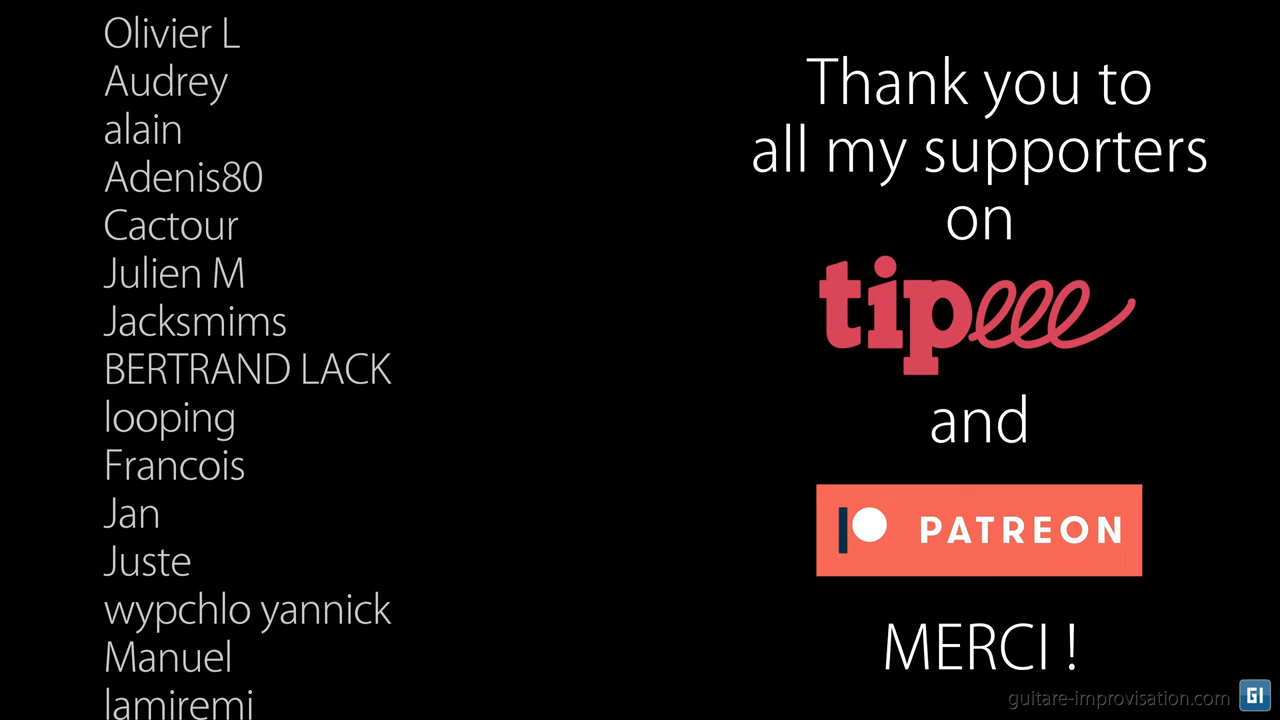 Olivier L
Audrey
alain
Adenis80
Cactour
Julien M
Jacksmims
BERTRAND LACK
looping
Francois
Jan
Juste
wypchlo yannick
Manuel
lamiremi
Thank you to
all my supporters
on
tipeee
and
PATREON
MERCI !
guitare-improvisation.com GI